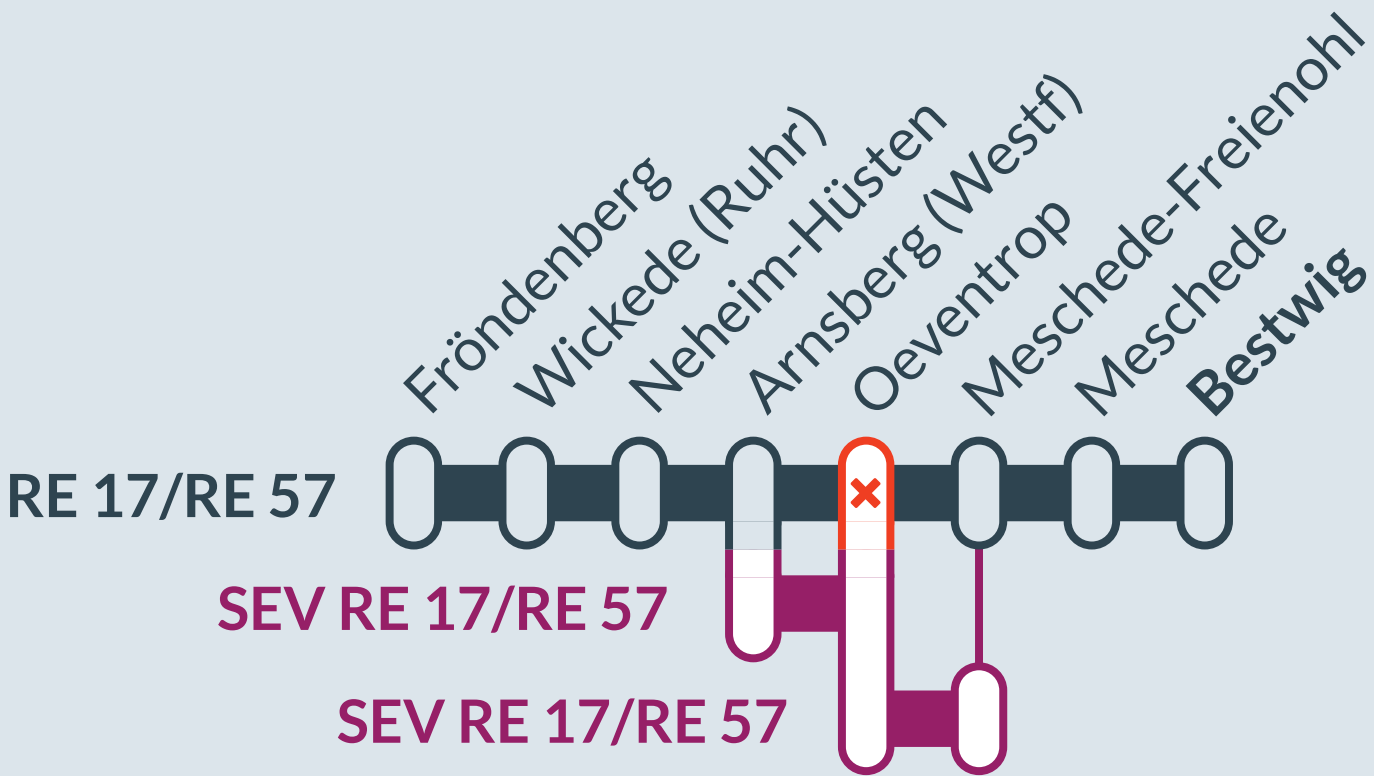 Fröndenberg
Wickede (Ruhr)
Neheim-Hüsten
Arnsberg (Westf)
Oeventrop
Meschede-Freienohl
Meschede
Bestwig
RE 17/RE 57
SEV RE 17/RE 57
SEV RE 17/RE 57